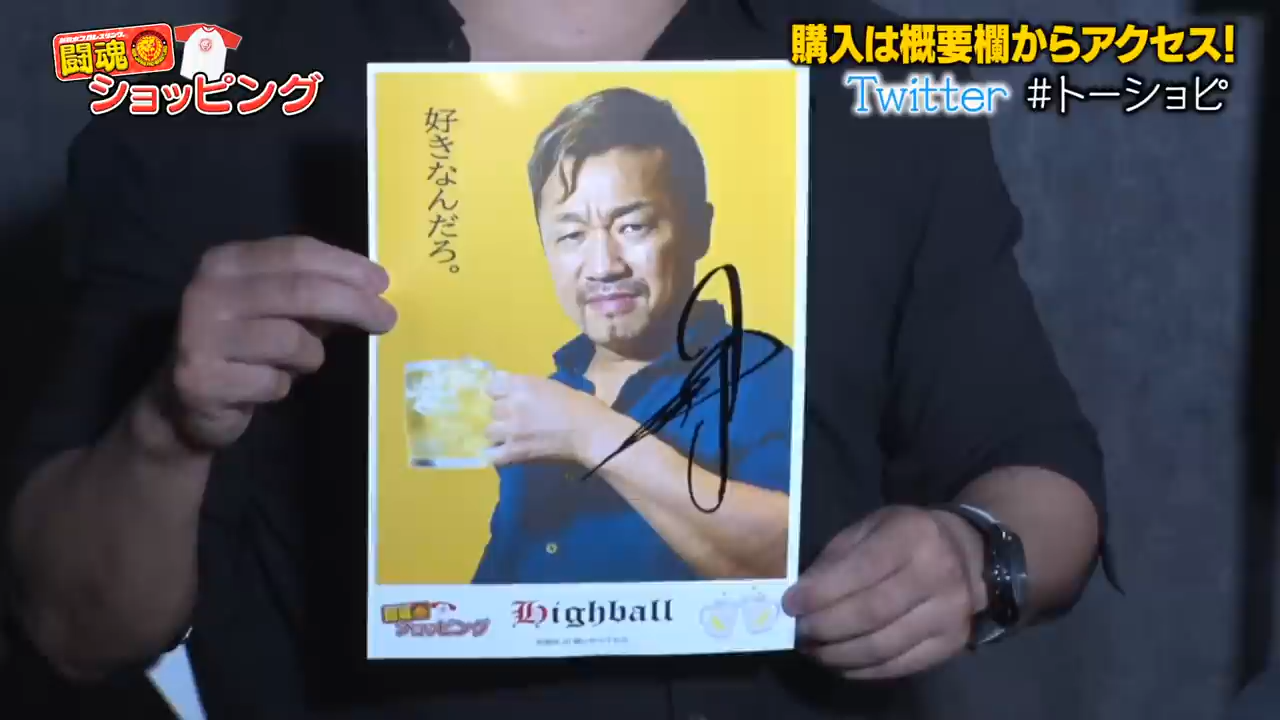 闘魂
ショッピング
購入は概要欄からアクセス!
Twitter #トーショピ
好きなんだろ。
闘魂
ショッピング
Highball